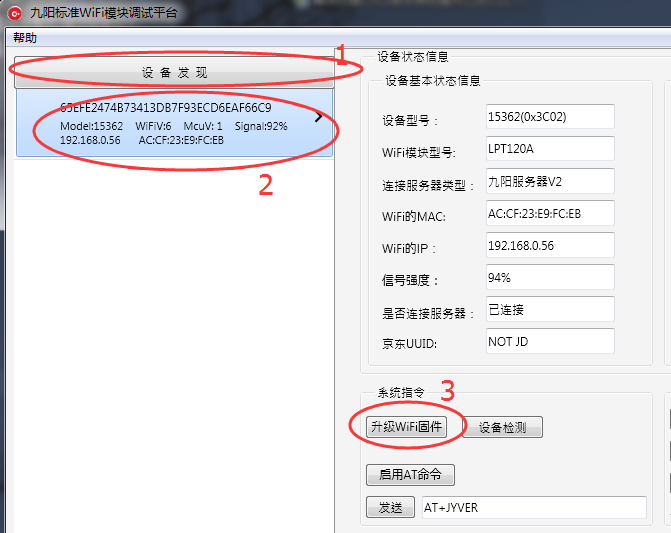 九阳标准WiFi模块调试平台
帮助
设 备 发 现
1
65EFE2474B73413DB7F93ECD6EAF66C9
Model:15362 WiFiV:6 McuV: 1 Signal:92%
192.168.0.56 AC:CF:23:E9:FC:EB
2
设备状态信息
设备基本状态信息
设备型号： 15362(0x3C02)
WiFi模块型号: LPT120A
连接服务器类型： 九阳服务器V2
WiFi的MAC: AC:CF:23:E9:FC:EB
WiFi的IP： 192.168.0.56
信号强度： 94%
是否连接服务器： 已连接
京东UUID: NOT JD
系统指令
3
升级WiFi固件 设备检测
启用AT命令
发送 AT+JYVER